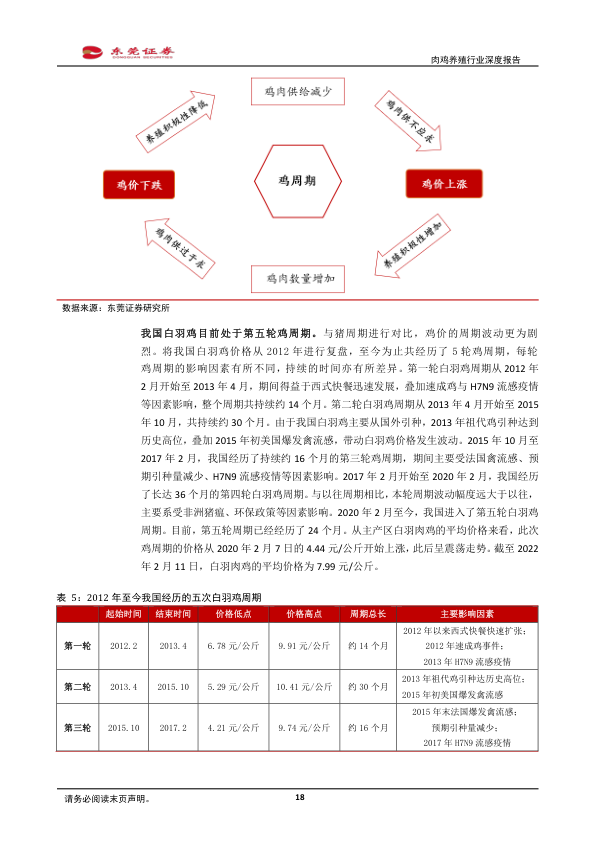 东莞证券
DONGGUAN SECURITIES
肉鸡养殖行业深度报告
鸡肉供给减少
养殖积极性降低
鸡肉供不应求
鸡价下跌
鸡周期
鸡价上涨
鸡肉供过于求
养殖积极性增加
鸡肉数量增加
数据来源：东莞证券研究所
我国白羽鸡目前处于第五轮鸡周期。与猪周期进行对比，鸡价的周期波动更为剧
烈。将我国白羽鸡价格从 2012 年进行复盘，至今为止共经历了 5 轮鸡周期，每轮
鸡周期的影响因素有所不同，持续的时间亦有所差异。第一轮白羽鸡周期从 2012 年
2 月开始至 2013 年 4 月，期间得益于西式快餐迅速发展，叠加速成鸡与 H7N9 流感疫情
等因素影响，整个周期共持续约 14 个月。第二轮白羽鸡周期从 2013 年 4 月开始至 2015
年 10 月，共持续约 30 个月。由于我国白羽鸡主要从国外引种，2013 年祖代鸡引种达到
历史高位，叠加 2015 年初美国爆发禽流感，带动白羽鸡价格发生波动。2015 年 10 月至
2017 年 2 月，我国经历了持续约 16 个月的第三轮鸡周期，期间主要受法国禽流感、预
期引种量减少、H7N9 流感疫情等因素影响。2017 年 2 月开始至 2020 年 2 月，我国经历
了长达 36 个月的第四轮白羽鸡周期。与以往周期相比，本轮周期波动幅度远大于以往，
主要系受非洲猪瘟、环保政策等因素影响。2020 年 2 月至今，我国进入了第五轮白羽鸡
周期。目前，第五轮周期已经经历了 24 个月。从主产区白羽肉鸡的平均价格来看，此次
鸡周期的价格从 2020 年 2 月 7 日的 4.44 元/公斤开始上涨，此后呈震荡走势。截至 2022
年 2 月 11 日，白羽肉鸡的平均价格为 7.99 元/公斤。
表 5：2012 年至今我国经历的五次白羽鸡周期
起始时间 结束时间 价格低点 价格高点 周期总长 主要影响因素
第一轮 2012.2 2013.4 6.78 元/公斤 9.91 元/公斤 约 14 个月 2012 年以来西式快餐快速扩张；
2012 年速成鸡事件；
2013 年 H7N9 流感疫情
第二轮 2013.4 2015.10 5.29 元/公斤 10.41 元/公斤 约 30 个月 2013 年祖代鸡引种达历史高位；
2015 年初美国爆发禽流感
第三轮 2015.10 2017.2 4.21 元/公斤 9.74 元/公斤 约 16 个月 2015 年末法国爆发禽流感；
预期引种量减少；
2017 年 H7N9 流感疫情
请务必阅读末页声明。
18